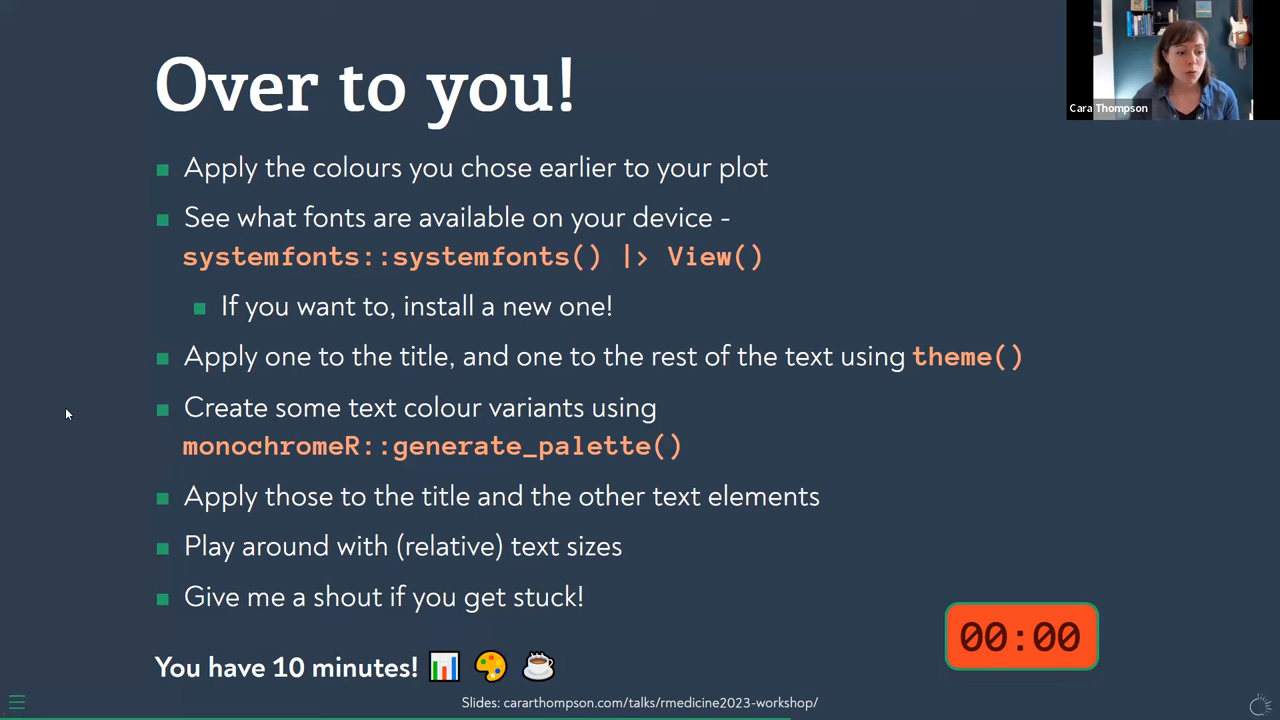 Over to you!
Cara Thompson
Apply the colours you chose earlier to your plot
See what fonts are available on your device -
systemfonts::systemfonts() |> View()
If you want to, install a new one!
Apply one to the title, and one to the rest of the text using theme()
Create some text colour variants using
monochromeR::generate_palette()
Apply those to the title and the other text elements
Play around with (relative) text sizes
Give me a shout if you get stuck!
00:00
You have 10 minutes! 📊 🎨 ☕
Slides: cararthompson.com/talks/rmedicine2023-workshop/